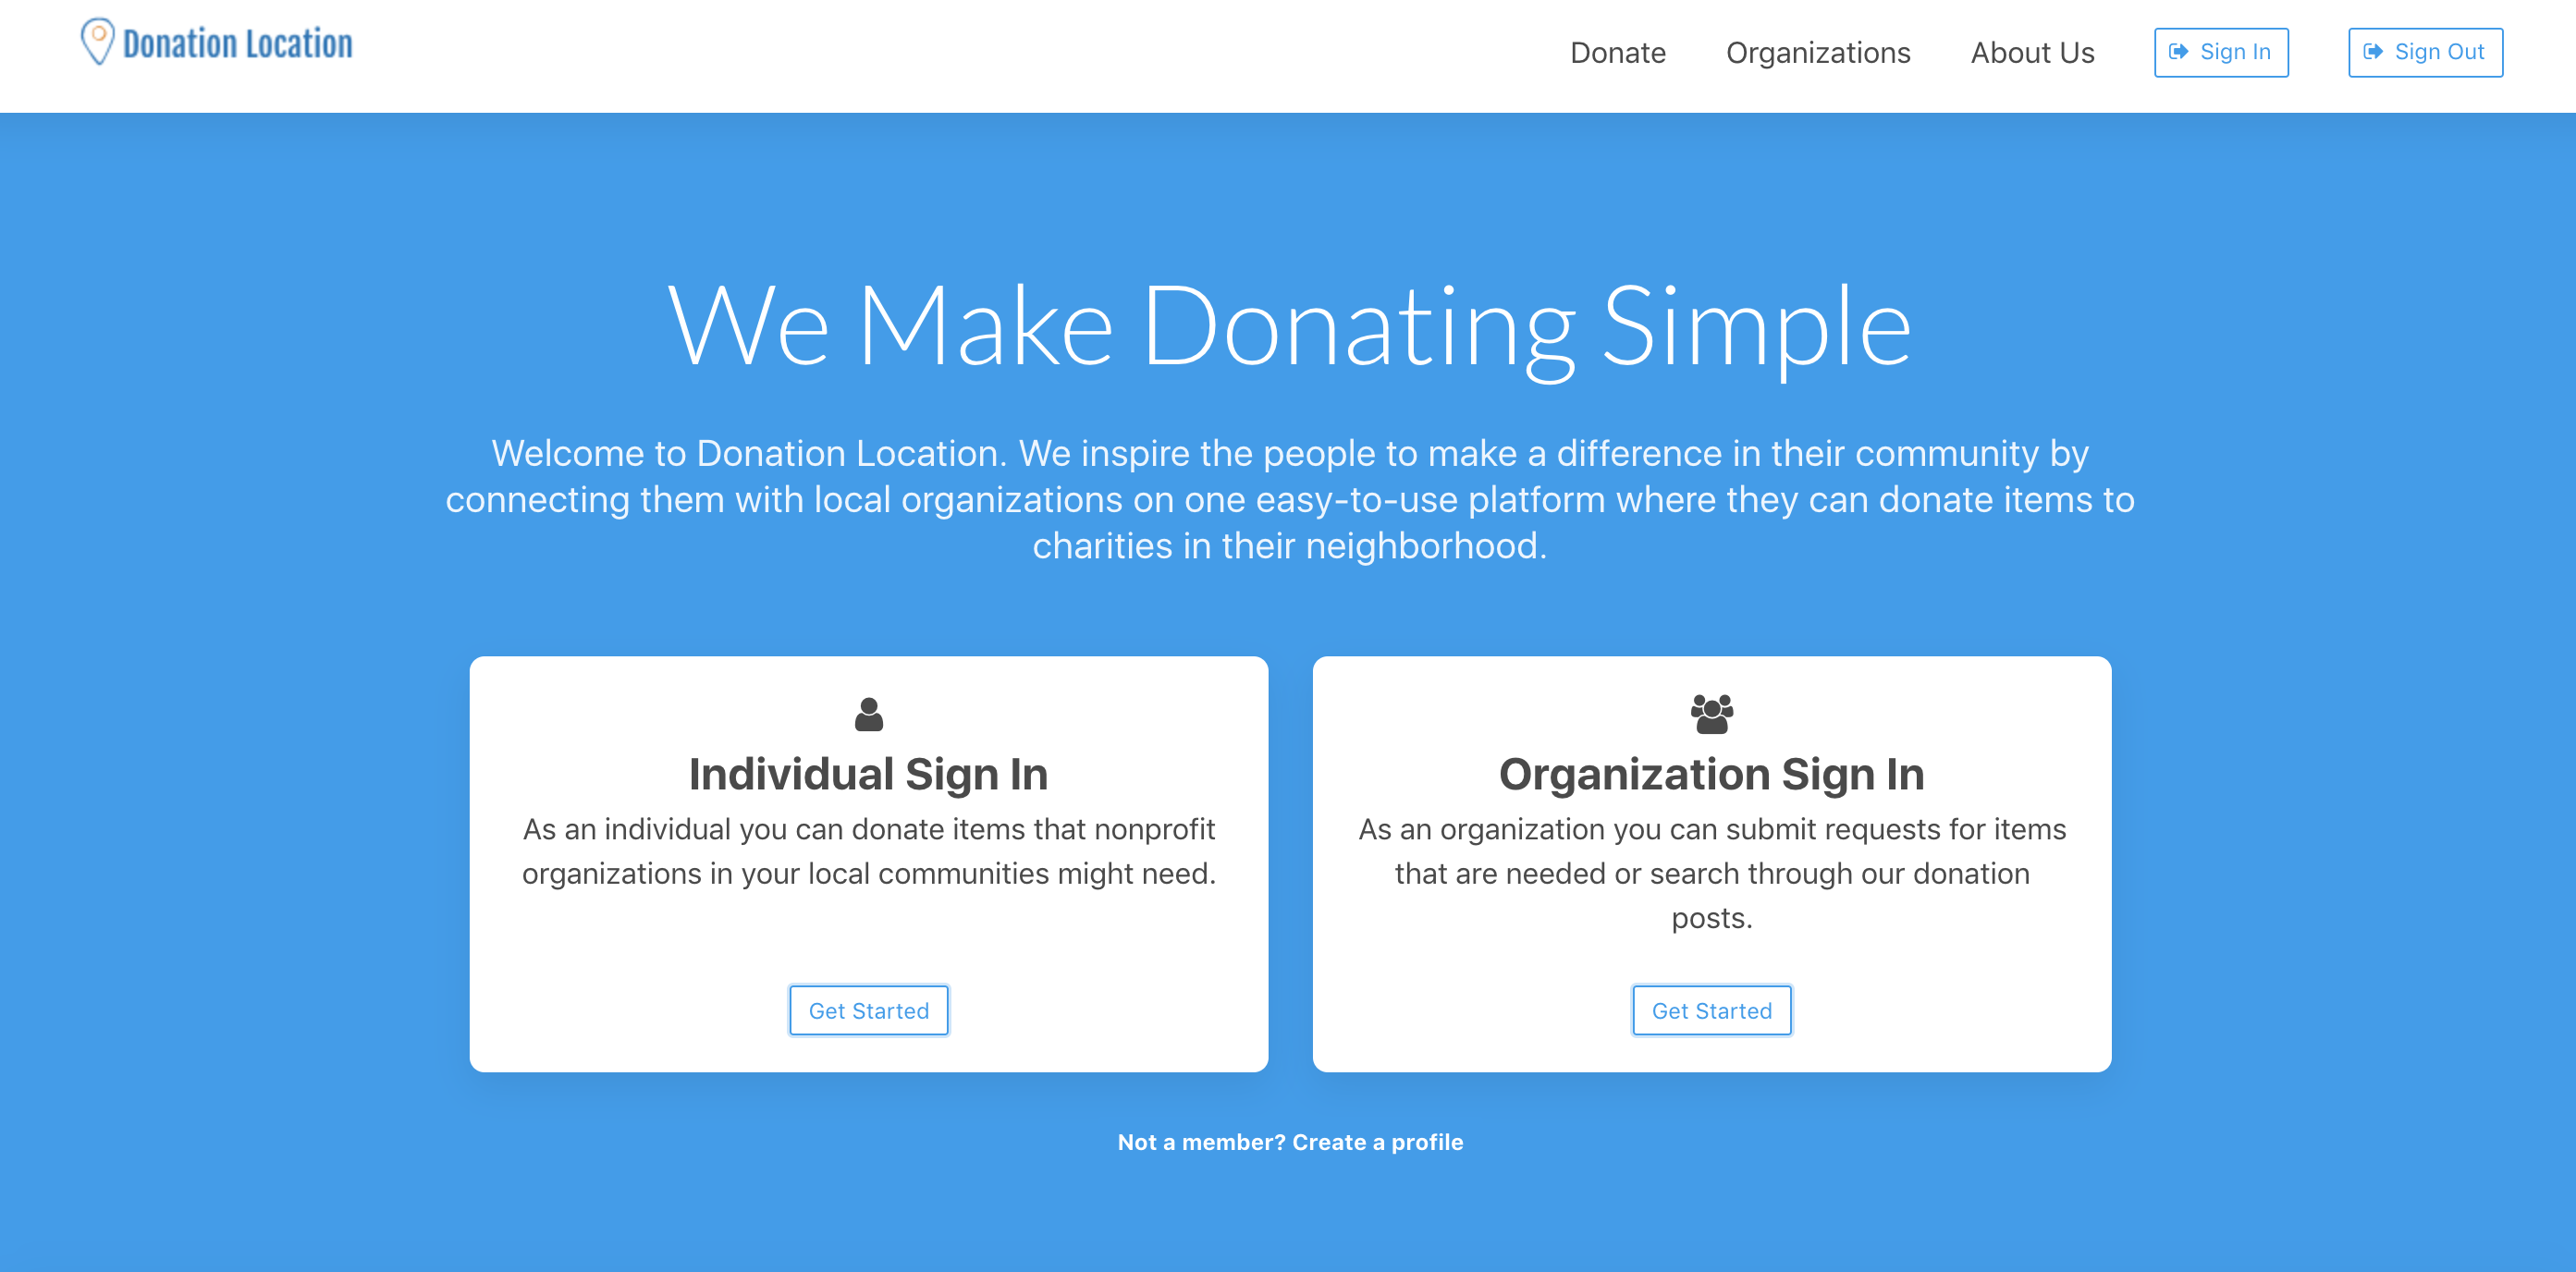 Donation Location
Donate
Organizations
About Us
Sign In
Sign Out
We Make Donating Simple
Welcome to Donation Location. We inspire the people to make a difference in their community by
connecting them with local organizations on one easy-to-use platform where they can donate items to
charities in their neighborhood.
Individual Sign In
As an individual you can donate items that nonprofit
organizations in your local communities might need.
Get Started
Organization Sign In
As an organization you can submit requests for items
that are needed or search through our donation
posts.
Get Started
Not a member? Create a profile